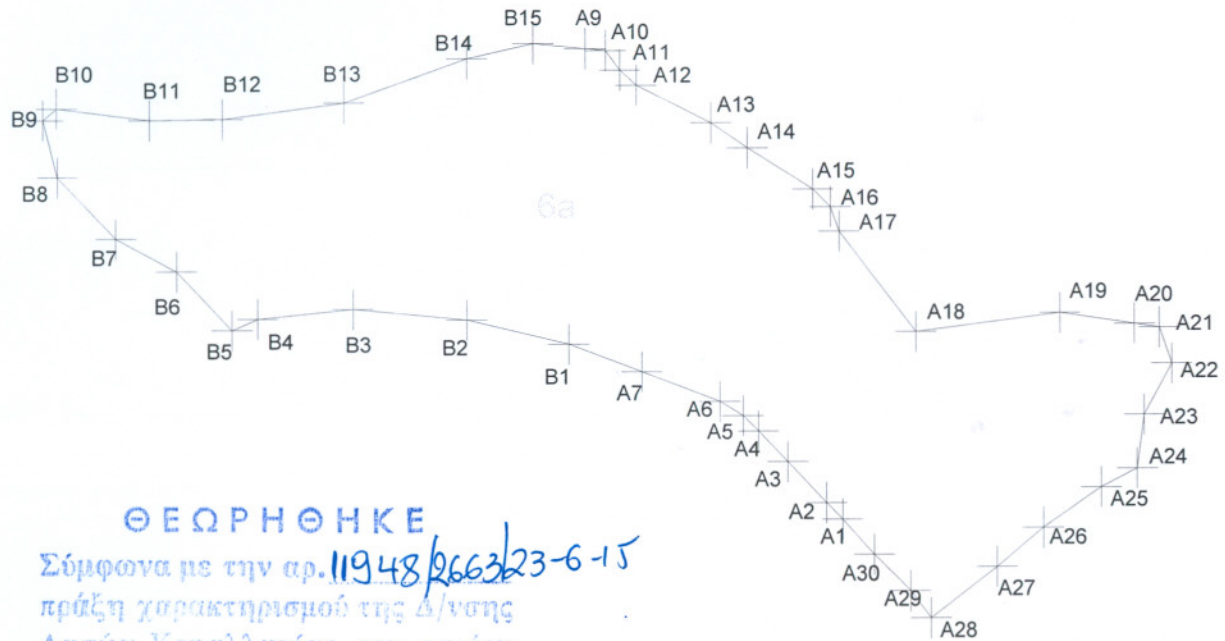 B15 A9
A10
B14 A11
A12
B10 B11 B12 B13
B9 A13
A14
B8 A15
6a A16
A17
B7
B6
A18 A19 A20
A21
B5 B4 B3 B2
B1 A22
A7
A6 A23
A5
A4 A24
A3 A25
A2 A26
A1
A30 A27
A29
A28
ΘΕΩΡΗΘΗΚΕ
Σύμφωνα με την αρ. 11948/2663/23-6-15
πράξη χαρακτηρισμού της Δ/νσης